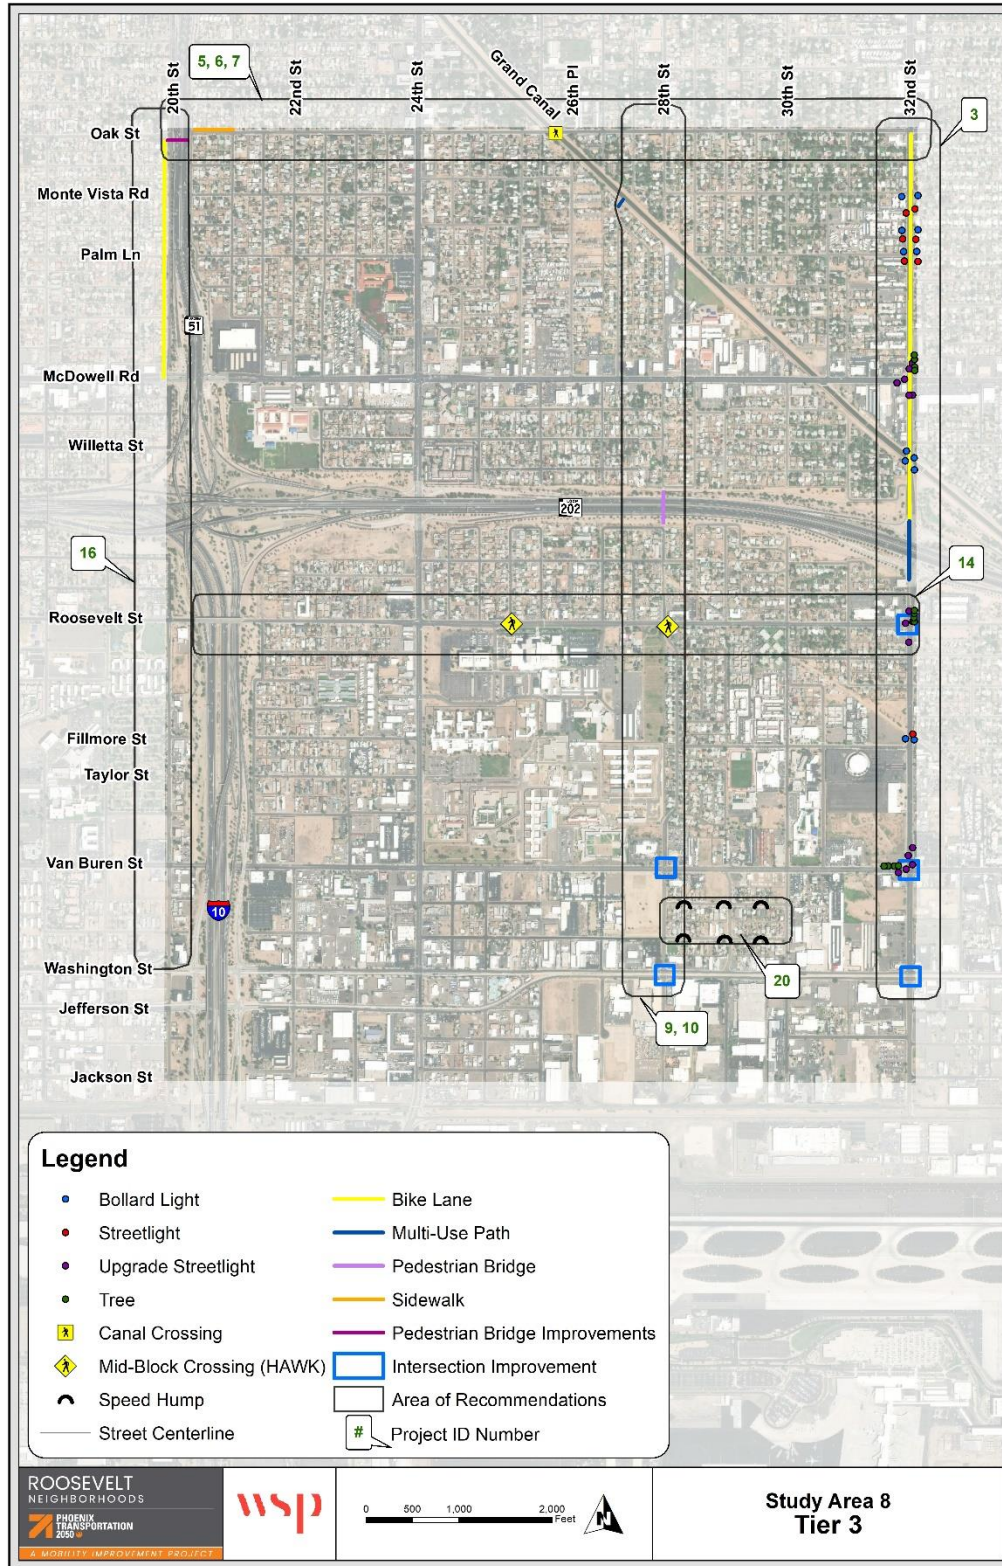 5, 6, 7
20th St
22nd St
24th St
Grand Canal
26th Pl
28th St
30th St
32nd St
3
Oak St
Monte Vista Rd
Palm Ln
51
McDowell Rd
Willetta St
202
16
14
Roosevelt St
Fillmore St
Taylor St
Van Buren St
10
Washington St
20
Jefferson St
9, 10
Jackson St
Legend
Bollard Light
Bike Lane
Streetlight
Multi-Use Path
Upgrade Streetlight
Pedestrian Bridge
Tree
Sidewalk
Canal Crossing
Pedestrian Bridge Improvements
Mid-Block Crossing (HAWK)
Intersection Improvement
Speed Hump
Area of Recommendations
Street Centerline
# Project ID Number
ROOSEVELT
NEIGHBORHOODS
PHOENIX
TRANSPORTATION
2050
A MOBILITY IMPROVEMENT PROJECT
wsp
0 500 1,000 2,000
Feet
N
Study Area 8
Tier 3